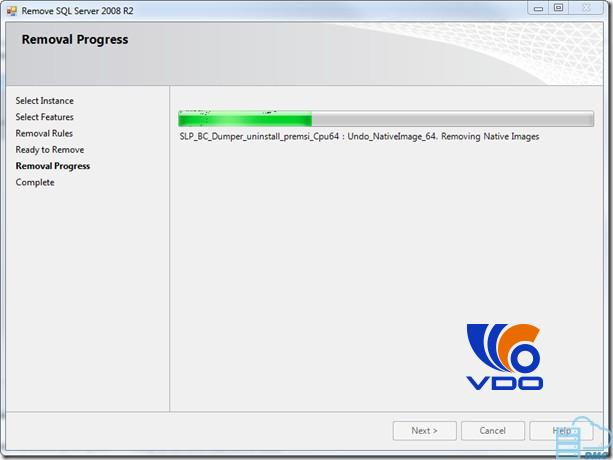 Remove SQL Server 2008 R2
Removal Progress
Select Instance
Select Features
Removal Rules
Ready to Remove
Removal Progress
Complete
SLP_BC_Dumper_uninstall_premsi_Cpu64 : Undo_NativeImage_64. Removing Native Images
VDO
Next >
Cancel
Help